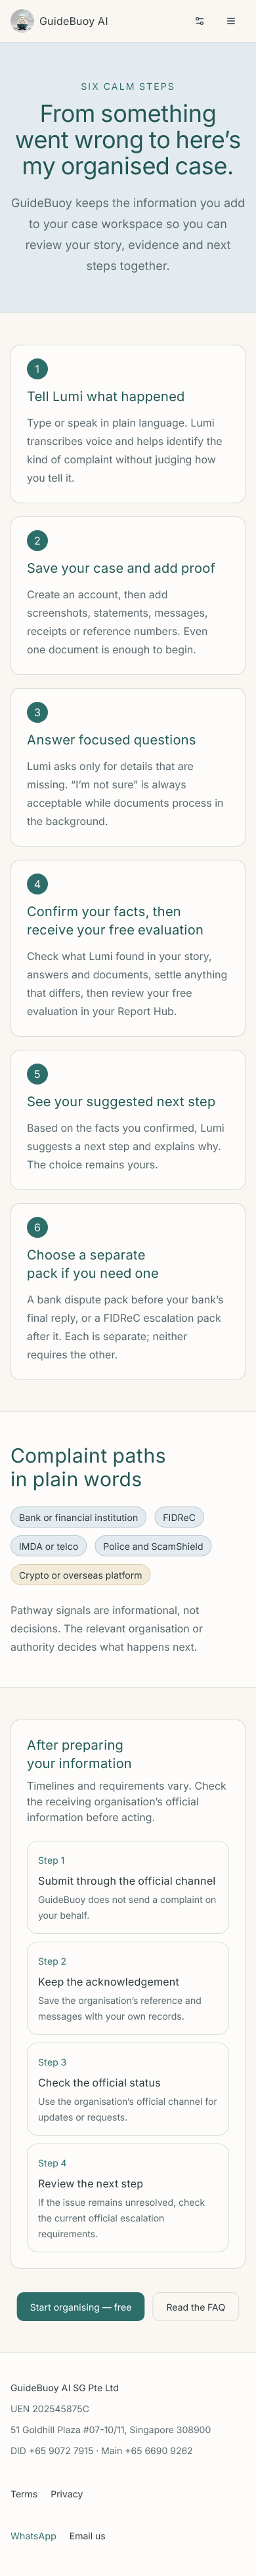 GuideBuoy AI
SIX CALM STEPS
From something
went wrong to here’s
my organised case.
GuideBuoy keeps the information you add
to your case workspace so you can
review your story, evidence and next
steps together.
1
Tell Lumi what happened
Type or speak in plain language. Lumi
transcribes voice and helps identify the
kind of complaint without judging how
you tell it.
2
Save your case and add proof
Create an account, then add
screenshots, statements, messages,
receipts or reference numbers. Even
one document is enough to begin.
3
Answer focused questions
Lumi asks only for details that are
missing. “I’m not sure” is always
acceptable while documents process in
the background.
4
Confirm your facts, then
receive your free evaluation
Check what Lumi found in your story,
answers and documents, settle anything
that differs, then review your free
evaluation in your Report Hub.
5
See your suggested next step
Based on the facts you confirmed, Lumi
suggests a next step and explains why.
The choice remains yours.
6
Choose a separate
pack if you need one
A bank dispute pack before your bank’s
final reply, or a FIDReC escalation pack
after it. Each is separate; neither
requires the other.
Complaint paths
in plain words
Bank or financial institution FIDReC
IMDA or telco Police and ScamShield
Crypto or overseas platform
Pathway signals are informational, not
decisions. The relevant organisation or
authority decides what happens next.
After preparing
your information
Timelines and requirements vary. Check
the receiving organisation’s official
information before acting.
Step 1
Submit through the official channel
GuideBuoy does not send a complaint on
your behalf.
Step 2
Keep the acknowledgement
Save the organisation’s reference and
messages with your own records.
Step 3
Check the official status
Use the organisation’s official channel for
updates or requests.
Step 4
Review the next step
If the issue remains unresolved, check
the current official escalation
requirements.
Start organising — free Read the FAQ
GuideBuoy AI SG Pte Ltd
UEN 202545875C
51 Goldhill Plaza #07-10/11, Singapore 308900
DID +65 9072 7915 · Main +65 6690 9262
Terms Privacy
WhatsApp Email us